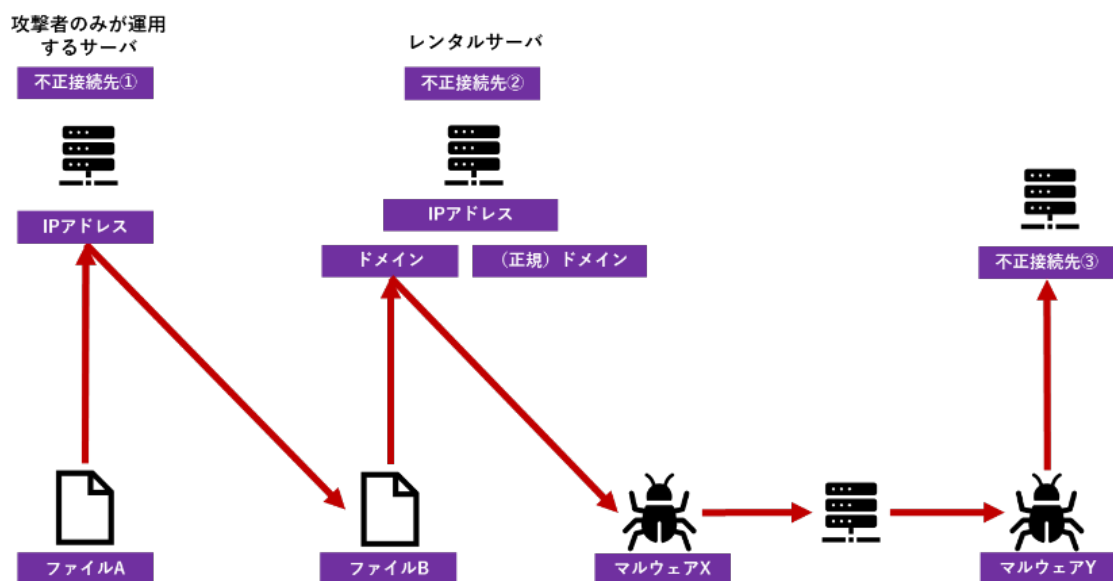 攻撃者のみが運用
するサーバ
レンタルサーバ
不正接続先①
不正接続先②
IPアドレス
IPアドレス
ドメイン
（正規）ドメイン
不正接続先③
ファイルA
ファイルB
マルウェアX
マルウェアY